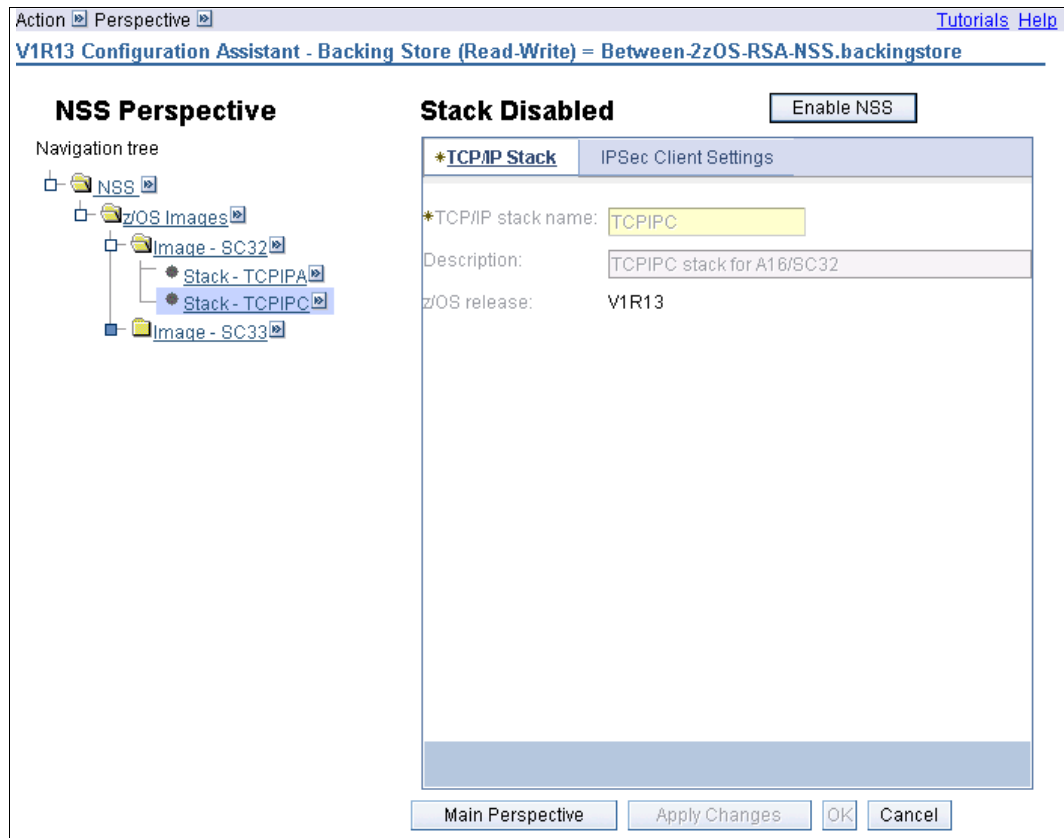 Action Perspective Tutorials Help
V1R13 Configuration Assistant - Backing Store (Read-Write) = Between-2zOS-RSA-NSS.backingstore
NSS Perspective
Navigation tree
NSS
z/OS Images
Image - SC32
Stack - TCPIPA
Stack - TCPIPC
Image - SC33
Stack Disabled
Enable NSS
*TCP/IP Stack IPSec Client Settings
*TCP/IP stack name: TCPIPC
Description: TCPIPC stack for A16/SC32
z/OS release: V1R13
Main Perspective Apply Changes OK Cancel